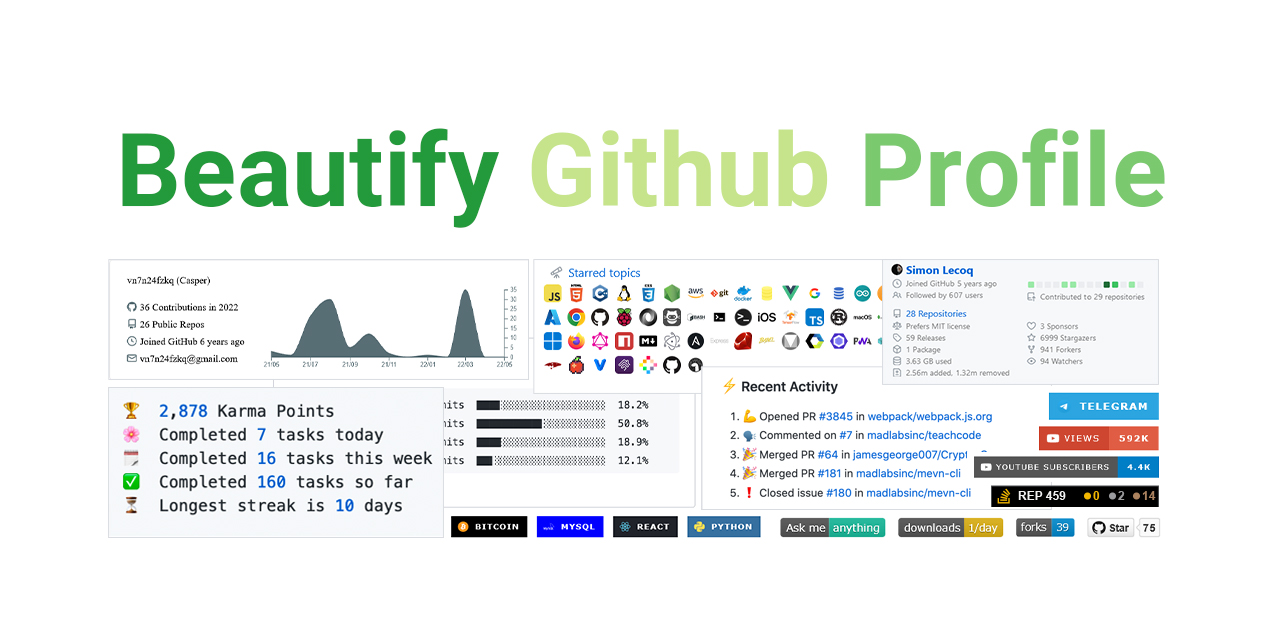 Beautify Github Profile
vn7n24fzkq (Casper)
36 Contributions in 2022
26 Public Repos
Joined GitHub 6 years ago
vn7n24fzkq@gmail.com
35
30
25
20
15
10
5
0
21/05 21/07 21/09 21/11 22/01 22/03 22/05
Starred topics
JS aws git docker
BASH iOS TS macOS
PWA
Simon Lecoq
Joined GitHub 5 years ago
Followed by 607 users
Contributed to 29 repositories
28 Repositories
Prefers MIT license
59 Releases
1 Package
3.63 GB used
2.56m added, 1.32m removed
3 Sponsors
6999 Stargazers
941 Forkers
94 Watchers
2,878 Karma Points
Completed 7 tasks today
Completed 16 tasks this week
Completed 160 tasks so far
Longest streak is 10 days
mits 18.2%
mits 50.8%
mits 18.9%
mits 12.1%
Recent Activity
1. Opened PR #3845 in webpack/webpack.js.org
2. Commented on #7 in madlabsinc/teachcode
3. Merged PR #64 in jamesgeorge007/Crypt
4. Merged PR #181 in madlabsinc/mevn-cli
5. Closed issue #180 in madlabsinc/mevn-cli
TELEGRAM
VIEWS 592K
YOUTUBE SUBSCRIBERS 4.4K
REP 459 0 2 14
BITCOIN
MYSQL
REACT
PYTHON
Ask me anything
downloads 1/day
forks 39
Star 75